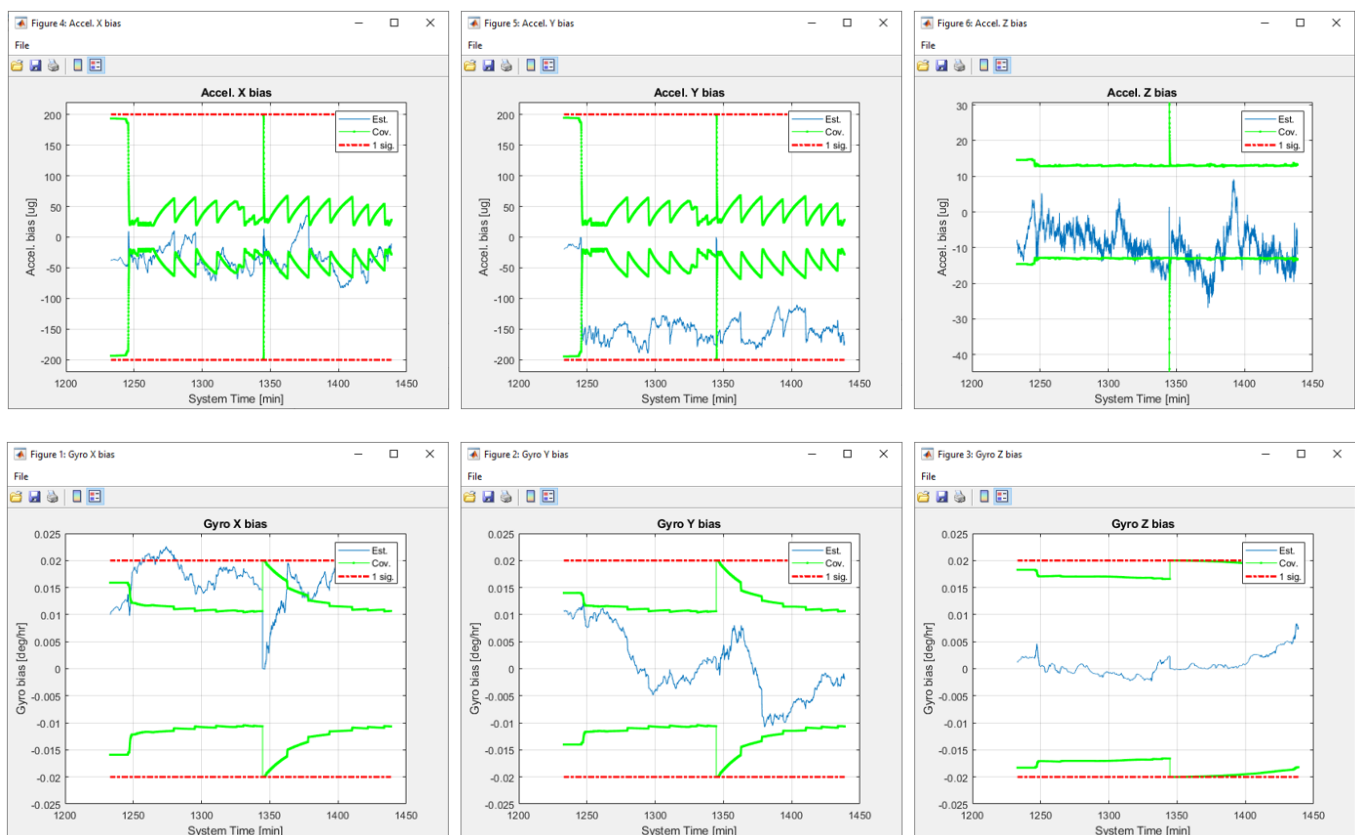 Figure 4: Accel. X bias
File
Accel. X bias
200
150
100
50
0
-50
-100
-150
-200
Accel. bias [ug]
Est.
Cov.
1 sig.
1200
1250
1300
1350
1400
1450
System Time [min]
Figure 5: Accel. Y bias
File
Accel. Y bias
200
150
100
50
0
-50
-100
-150
-200
Accel. bias [ug]
Est.
Cov.
1 sig.
1200
1250
1300
1350
1400
1450
System Time [min]
Figure 6: Accel. Z bias
File
Accel. Z bias
30
20
10
0
-10
-20
-30
-40
Accel. bias [ug]
Est.
Cov.
1 sig.
1200
1250
1300
1350
1400
1450
System Time [min]
Figure 1: Gyro X bias
File
Gyro X bias
0.025
0.02
0.015
0.01
0.005
0
-0.005
-0.01
-0.015
-0.02
-0.025
Gyro bias [deg/hr]
Est.
Cov.
1 sig.
1200
1250
1300
1350
1400
1450
System Time [min]
Figure 2: Gyro Y bias
File
Gyro Y bias
0.025
0.02
0.015
0.01
0.005
0
-0.005
-0.01
-0.015
-0.02
-0.025
Gyro bias [deg/hr]
Est.
Cov.
1 sig.
1200
1250
1300
1350
1400
1450
System Time [min]
Figure 3: Gyro Z bias
File
Gyro Z bias
0.025
0.02
0.015
0.01
0.005
0
-0.005
-0.01
-0.015
-0.02
-0.025
Gyro bias [deg/hr]
Est.
Cov.
1 sig.
1200
1250
1300
1350
1400
1450
System Time [min]